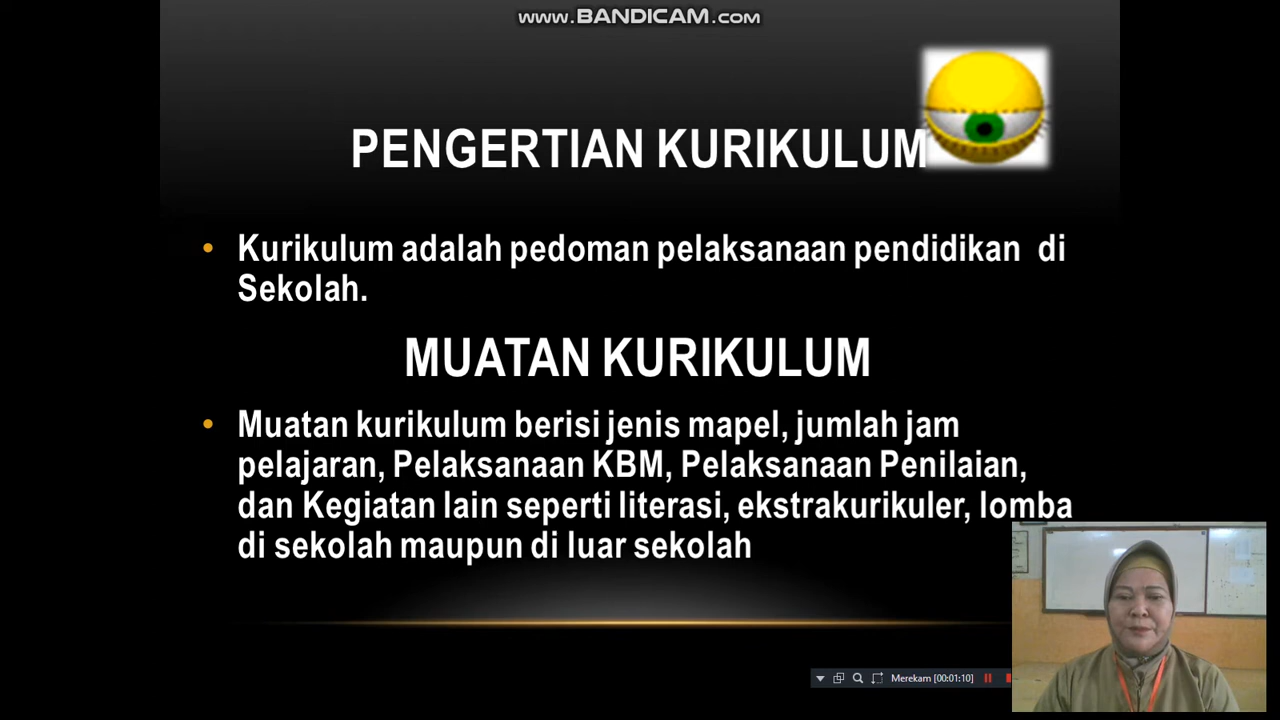 www.BANDICAM.com
PENGERTIAN KURIKULUM
• Kurikulum adalah pedoman pelaksanaan pendidikan di
Sekolah.
MUATAN KURIKULUM
• Muatan kurikulum berisi jenis mapel, jumlah jam
pelajaran, Pelaksanaan KBM, Pelaksanaan Penilaian,
dan Kegiatan lain seperti literasi, ekstrakurikuler, lomba
di sekolah maupun di luar sekolah
Merekam [00:01:10]